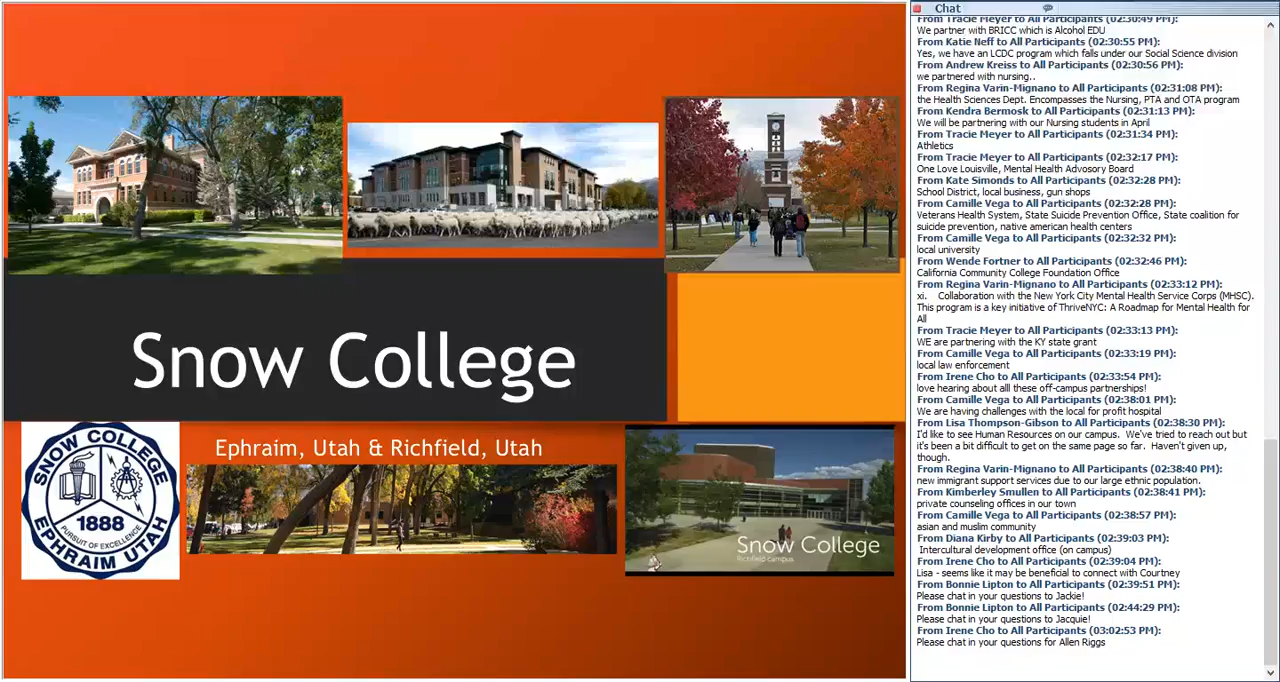 Snow College
Ephraim, Utah & Richfield, Utah
SNOW COLLEGE
1888
PURSUIT OF EXCELLENCE
EPHRAIM UTAH
Snow College
Richfield campus
Chat
From Tracie Meyer to All Participants (02:30:49 PM):
We partner with BRICC which is Alcohol EDU
From Katie Neff to All Participants (02:30:55 PM):
Yes, we have an LCDC program which falls under our Social Science division
From Andrew Kreiss to All Participants (02:30:56 PM):
we partnered with nursing..
From Regina Varin-Mignano to All Participants (02:31:08 PM):
the Health Sciences Dept. Encompasses the Nursing, PTA and OTA program
From Kendra Bermosk to All Participants (02:31:13 PM):
We will be partnering with our Nursing students in April
From Tracie Meyer to All Participants (02:31:34 PM):
Athletics
From Tracie Meyer to All Participants (02:32:17 PM):
One Love Louisville, Mental Health Advosory Board
From Kate Simonds to All Participants (02:32:28 PM):
School District, local business, gun shops
From Camille Vega to All Participants (02:32:28 PM):
Veterans Health System, State Suicide Prevention Office, State coalition for
suicide prevention, native american health centers
From Camille Vega to All Participants (02:32:32 PM):
local university
From Wende Fortner to All Participants (02:32:46 PM):
California Community College Foundation Office
From Regina Varin-Mignano to All Participants (02:33:12 PM):
xi. Collaboration with the New York City Mental Health Service Corps (MHSC).
This program is a key initiative of ThriveNYC: A Roadmap for Mental Health for
All
From Tracie Meyer to All Participants (02:33:13 PM):
WE are partnering with the KY state grant
From Camille Vega to All Participants (02:33:19 PM):
local law enforcement
From Irene Cho to All Participants (02:33:54 PM):
love hearing about alll these off-campus partnerships!
From Camille Vega to All Participants (02:38:01 PM):
We are having challenges with the local for profit hospital
From Lisa Thompson-Gibson to All Participants (02:38:30 PM):
I'd like to see Human Resources on our campus. We've tried to reach out but
it's been a bit difficult to get on the same page so far. Haven't given up,
though.
From Regina Varin-Mignano to All Participants (02:38:40 PM):
new immigrant support services due to our large ethnic population.
From Kimberley Smullen to All Participants (02:38:41 PM):
private counseling offices in our town
From Camille Vega to All Participants (02:38:57 PM):
asian and muslim community
From Diana Kirby to All Participants (02:39:03 PM):
Intercultural development office (on campus)
From Irene Cho to All Participants (02:39:04 PM):
Lisa - seems like it may be beneficial to connect with Courtney
From Bonnie Lipton to All Participants (02:39:51 PM):
Please chat in your questions to Jackie!
From Bonnie Lipton to All Participants (02:44:29 PM):
Please chat in your questions to Jacquie!
From Irene Cho to All Participants (03:02:53 PM):
Please chat in your questions for Allen Riggs